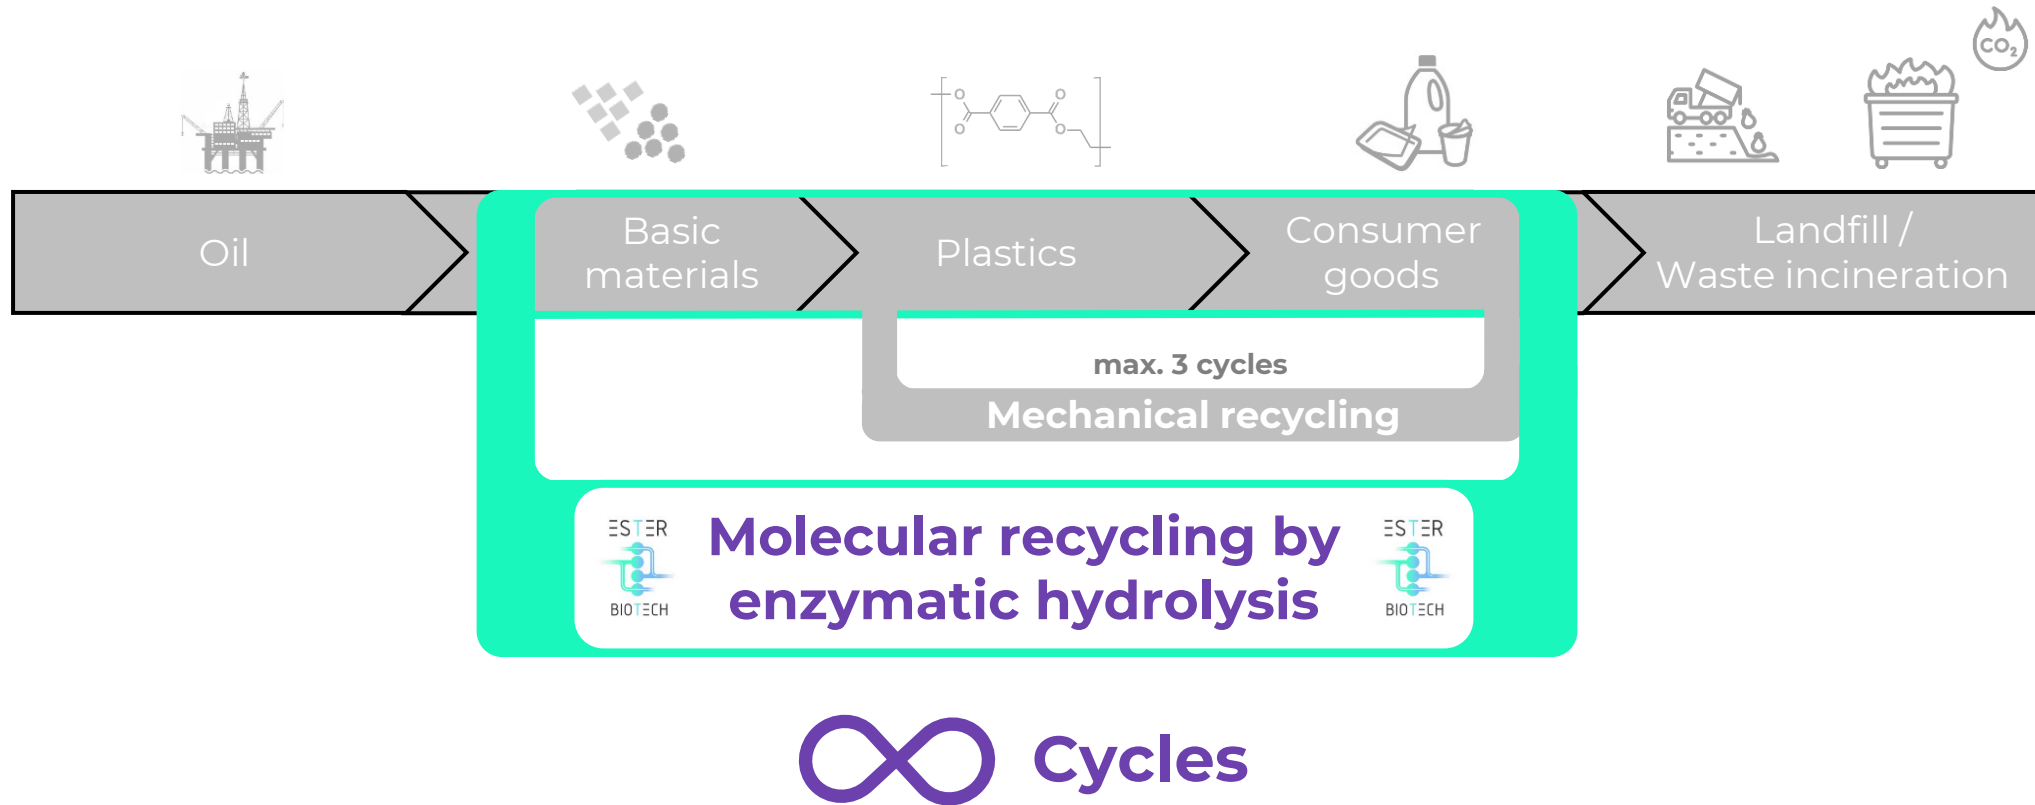 CO₂
O
O
O
O
Oil
Basic
materials
Plastics
Consumer
goods
Landfill /
Waste incineration
max. 3 cycles
Mechanical recycling
ESTER
BIOTECH
Molecular recycling by
enzymatic hydrolysis
ESTER
BIOTECH
∞ Cycles